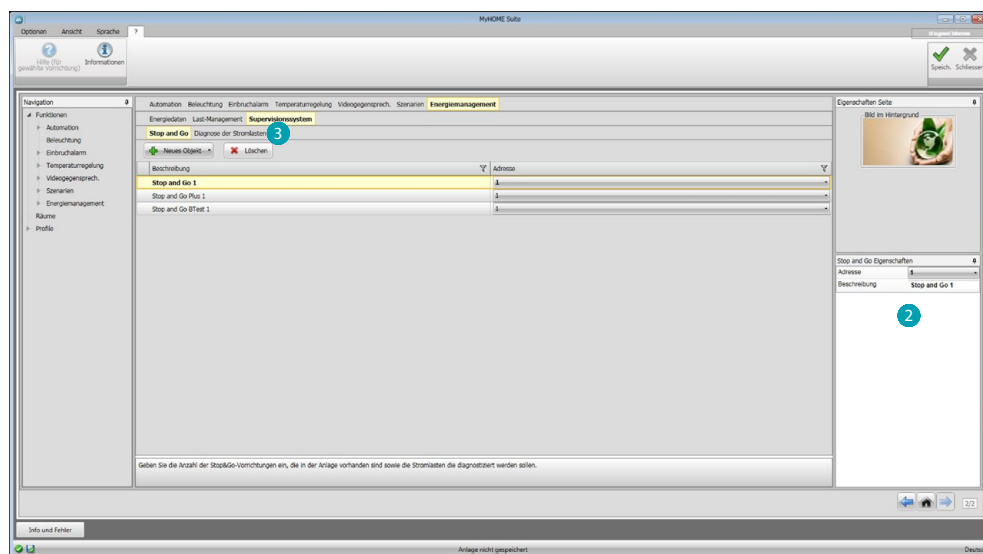 MyHOME Suite
Optionen Ansicht Sprache ?
Hilfe (für gewählte vorrichtung)
Informationen
Speich. Schliessen
Navigation
Funktionen
Automation
Beleuchtung
Einbruchalarm
Temperaturregelung
Videogegensprech.
Szenarien
Energiemanagement
Räume
Profile
Automation Beleuchtung Einbruchalarm Temperaturregelung Videogegensprech. Szenarien Energiemanagement
Energiedaten Last-Management Supervisionssystem
Stop and Go Diagnose der Stromlasten
3
Neues Objekt Löschen
Beschreibung Adresse
Stop and Go 1 1
Stop and Go Plus 1 1
Stop and Go BTest 1 1
Geben Sie die Anzahl der Stop&Go-Vorrichtungen ein, die in der Anlage vorhanden sind sowie die Stromlasten die diagnostiziert werden sollen.
Eigenschaften Seite
Bild im Hintergrund
Stop and Go Eigenschaften
Adresse 1
Beschreibung Stop and Go 1
2
2/2
Info und Fehler
Anlage nicht gespeichert
Deutsc